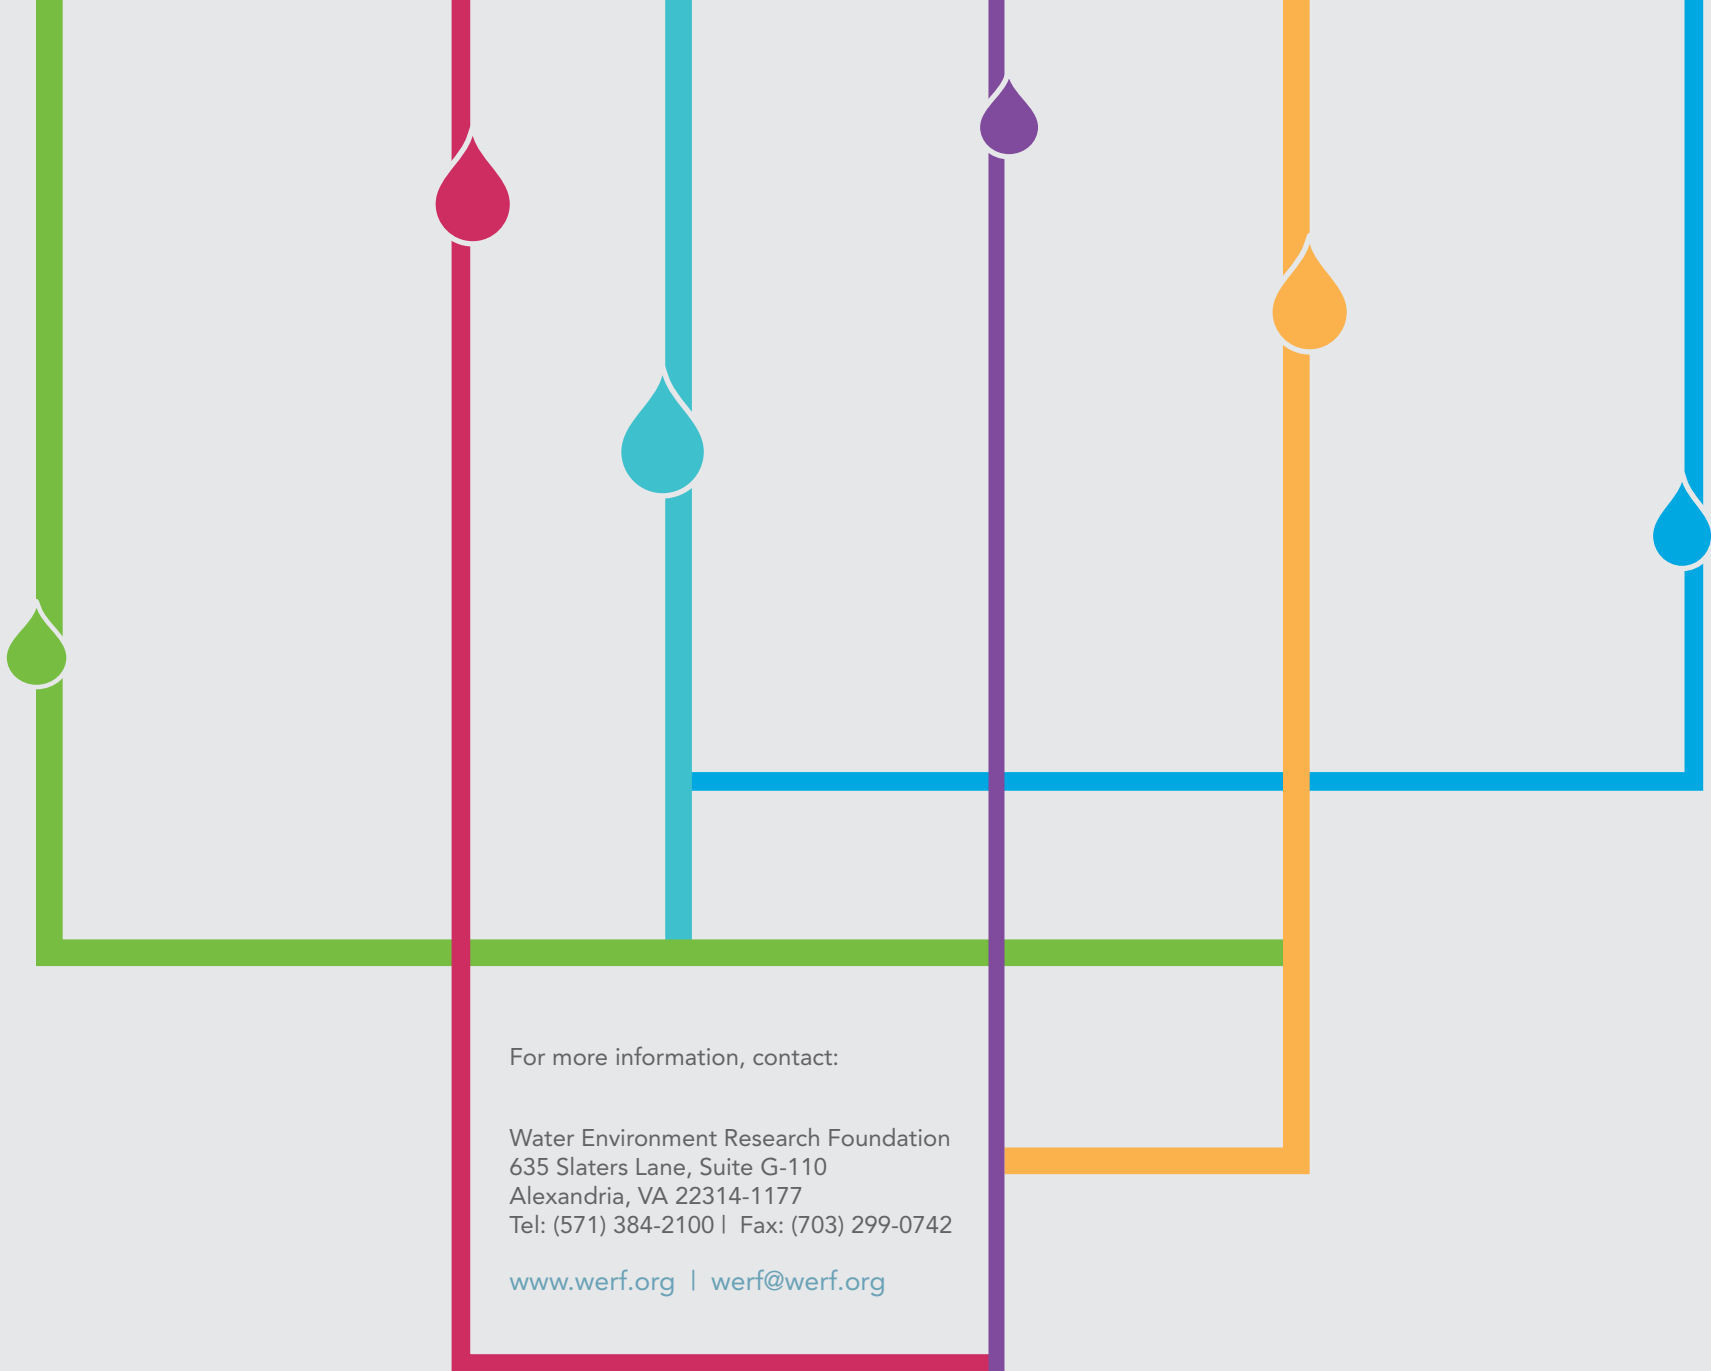 For more information, contact:
Water Environment Research Foundation
635 Slaters Lane, Suite G-110
Alexandria, VA 22314-1177
Tel: (571) 384-2100 | Fax: (703) 299-0742
www.werf.org | werf@werf.org